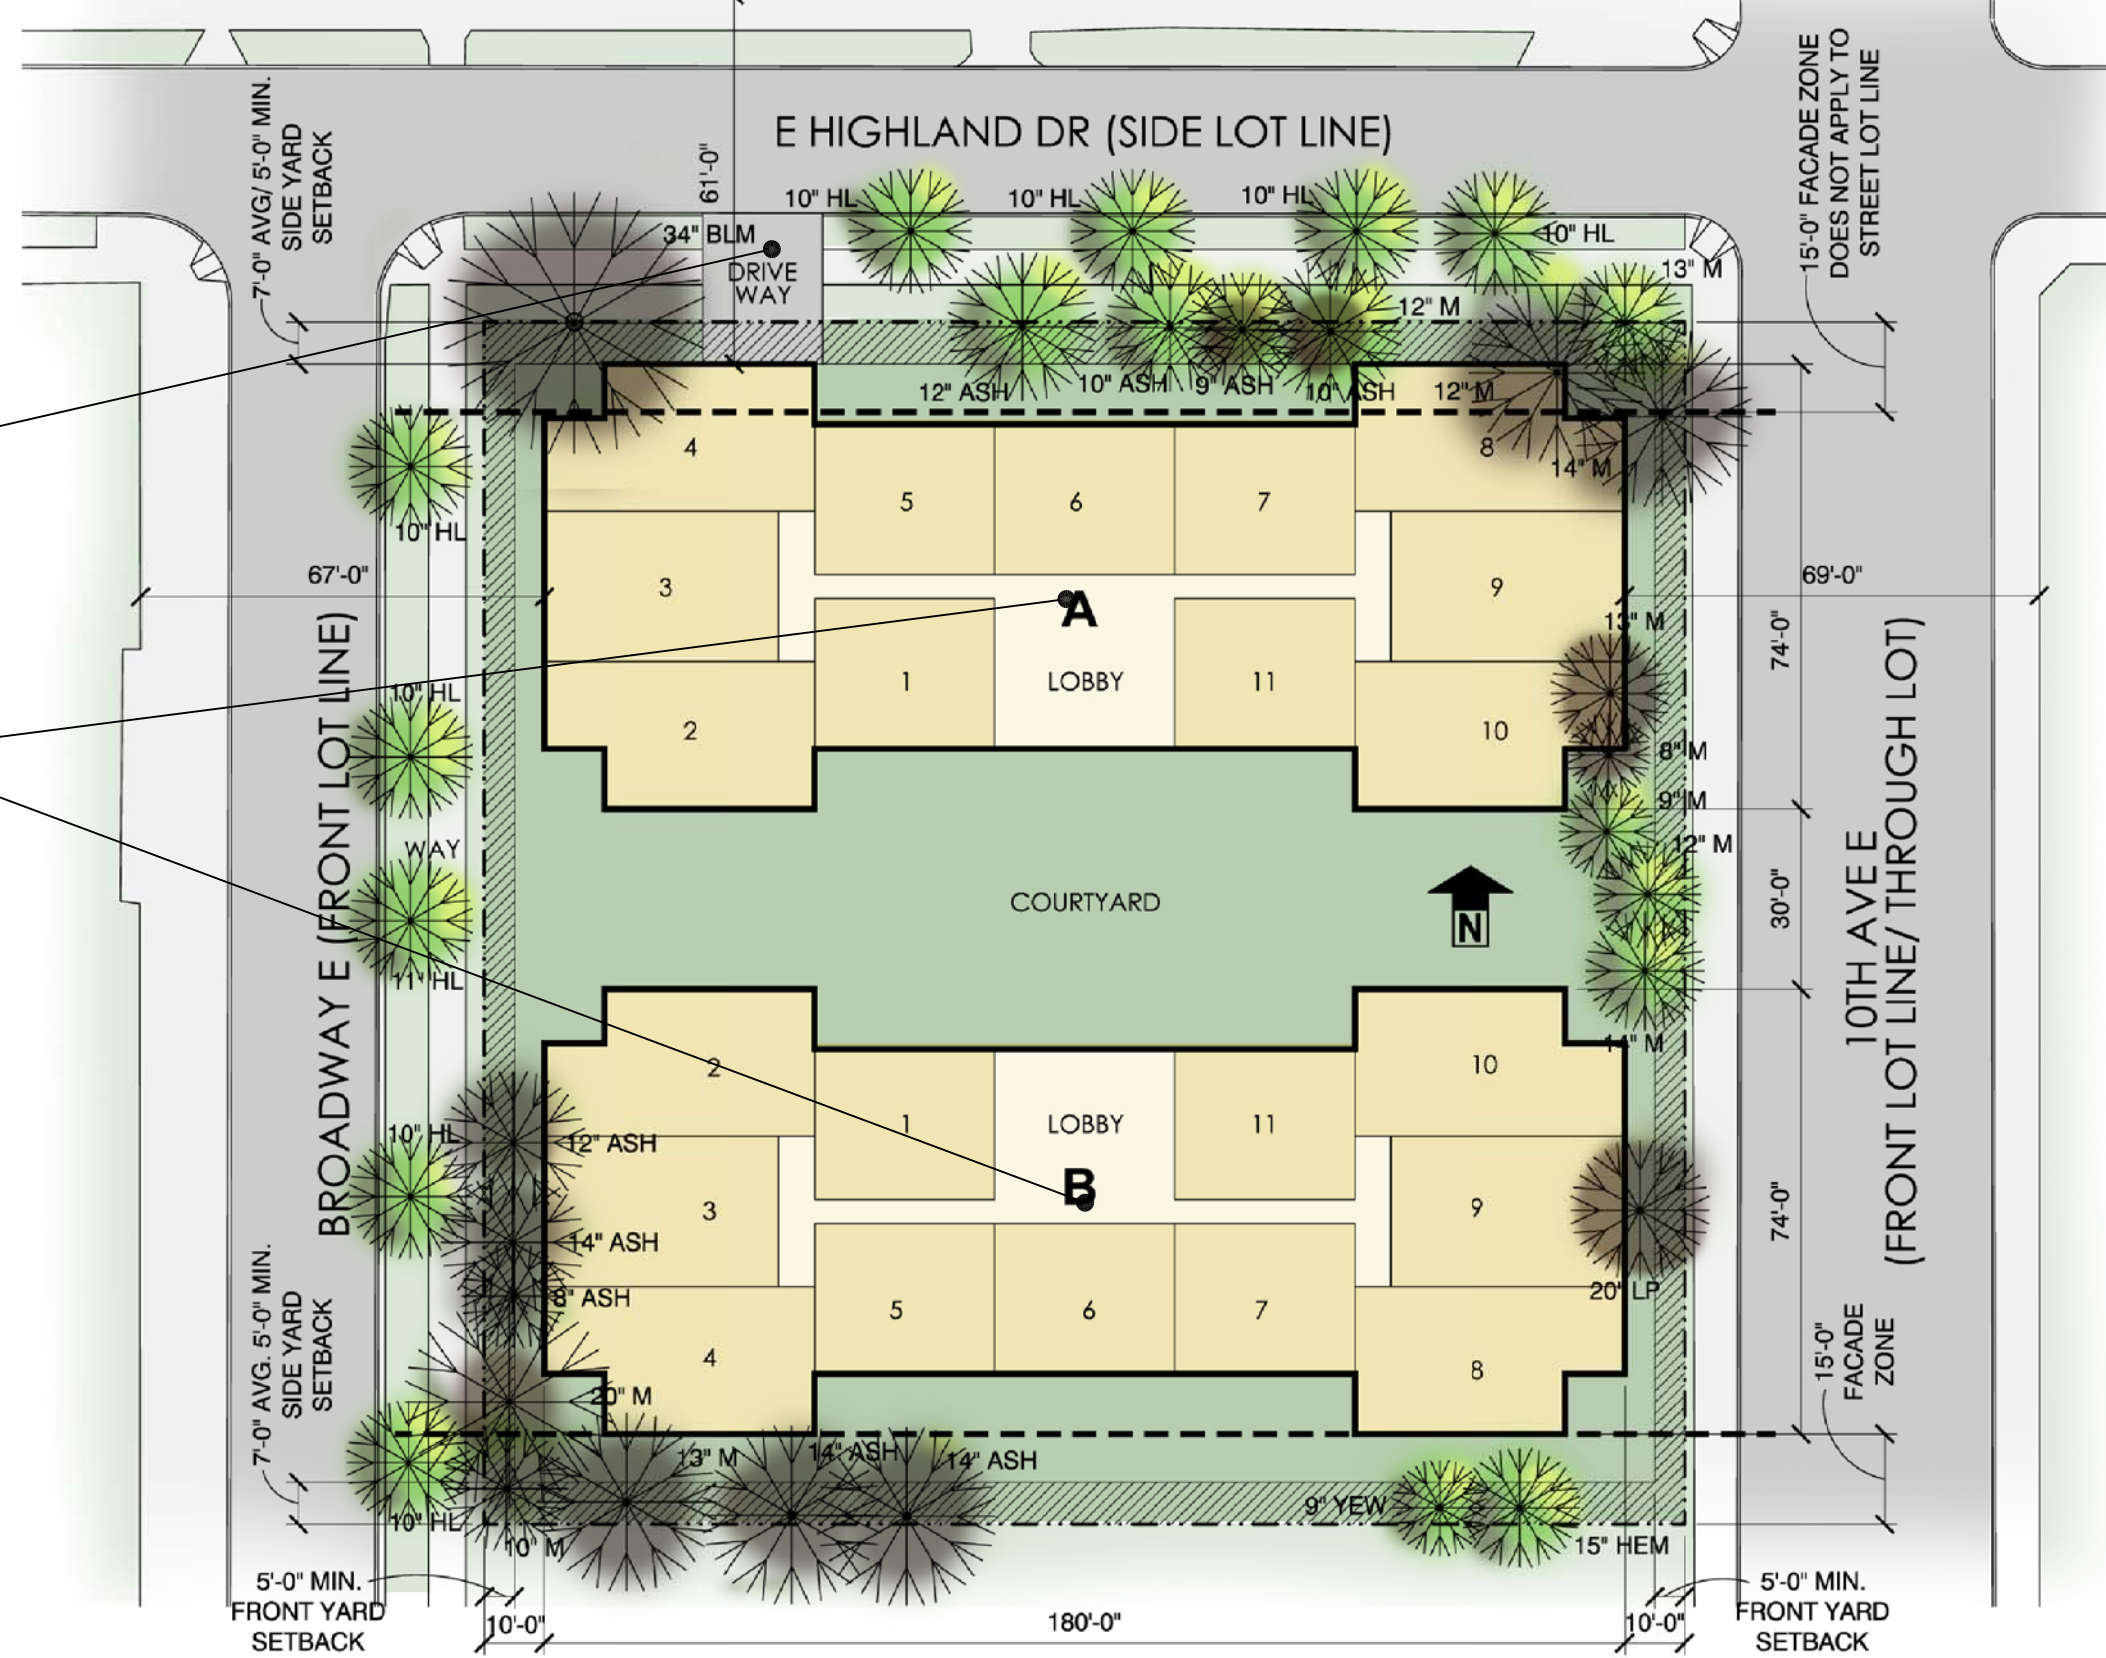 7'-0" AVG/ 5'-0" MIN.
SIDE YARD
SETBACK
61'-0"
E HIGHLAND DR (SIDE LOT LINE)
15'-0" FACADE ZONE
DOES NOT APPLY TO
STREET LOT LINE
10" HL
10" HL
10" HL
10" HL
34" BLM
DRIVE
WAY
13" M
12" M
12" ASH
10" ASH
9" ASH
10" ASH
12" M
14" M
4
5
6
7
8
10" HL
67'-0"
3
A
9
69'-0"
13" M
74'-0"
10" HL
1
LOBBY
11
2
10
8" M
9" M
12" M
WAY
BROADWAY E (FRONT LOT LINE)
COURTYARD
N
30'-0"
10TH AVE E
(FRONT LOT LINE/ THROUGH LOT)
11" HL
14" M
2
1
LOBBY
11
10
10" HL
12" ASH
B
3
9
74'-0"
14" ASH
8" ASH
20" LP
5
6
7
4
8
7'-0" AVG. 5'-0" MIN.
SIDE YARD
SETBACK
15'-0"
FACADE
ZONE
20" M
13" M
14" ASH
14" ASH
9" YEW
10" HL
10" M
15" HEM
5'-0" MIN.
FRONT YARD
SETBACK
10'-0"
180'-0"
10'-0"
5'-0" MIN.
FRONT YARD
SETBACK